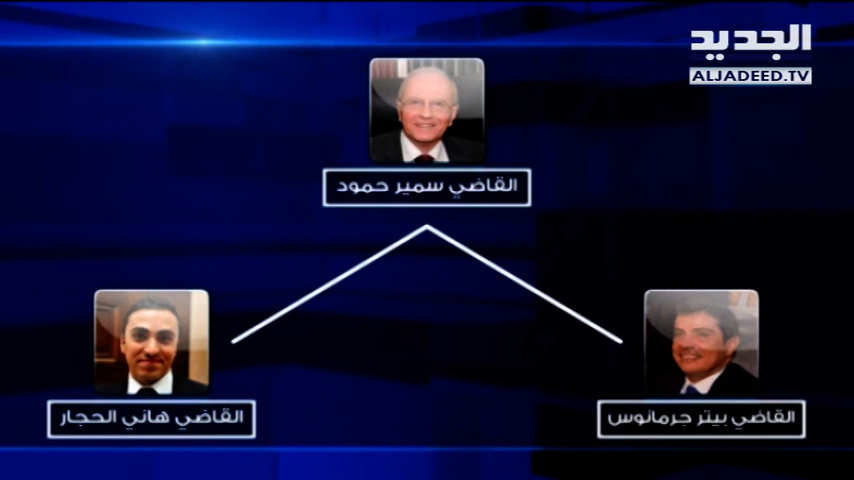 الجديد
ALJADEED.TV
القاضي سمير حمود
القاضي هاني الحجار
القاضي بيتر جرمانوس